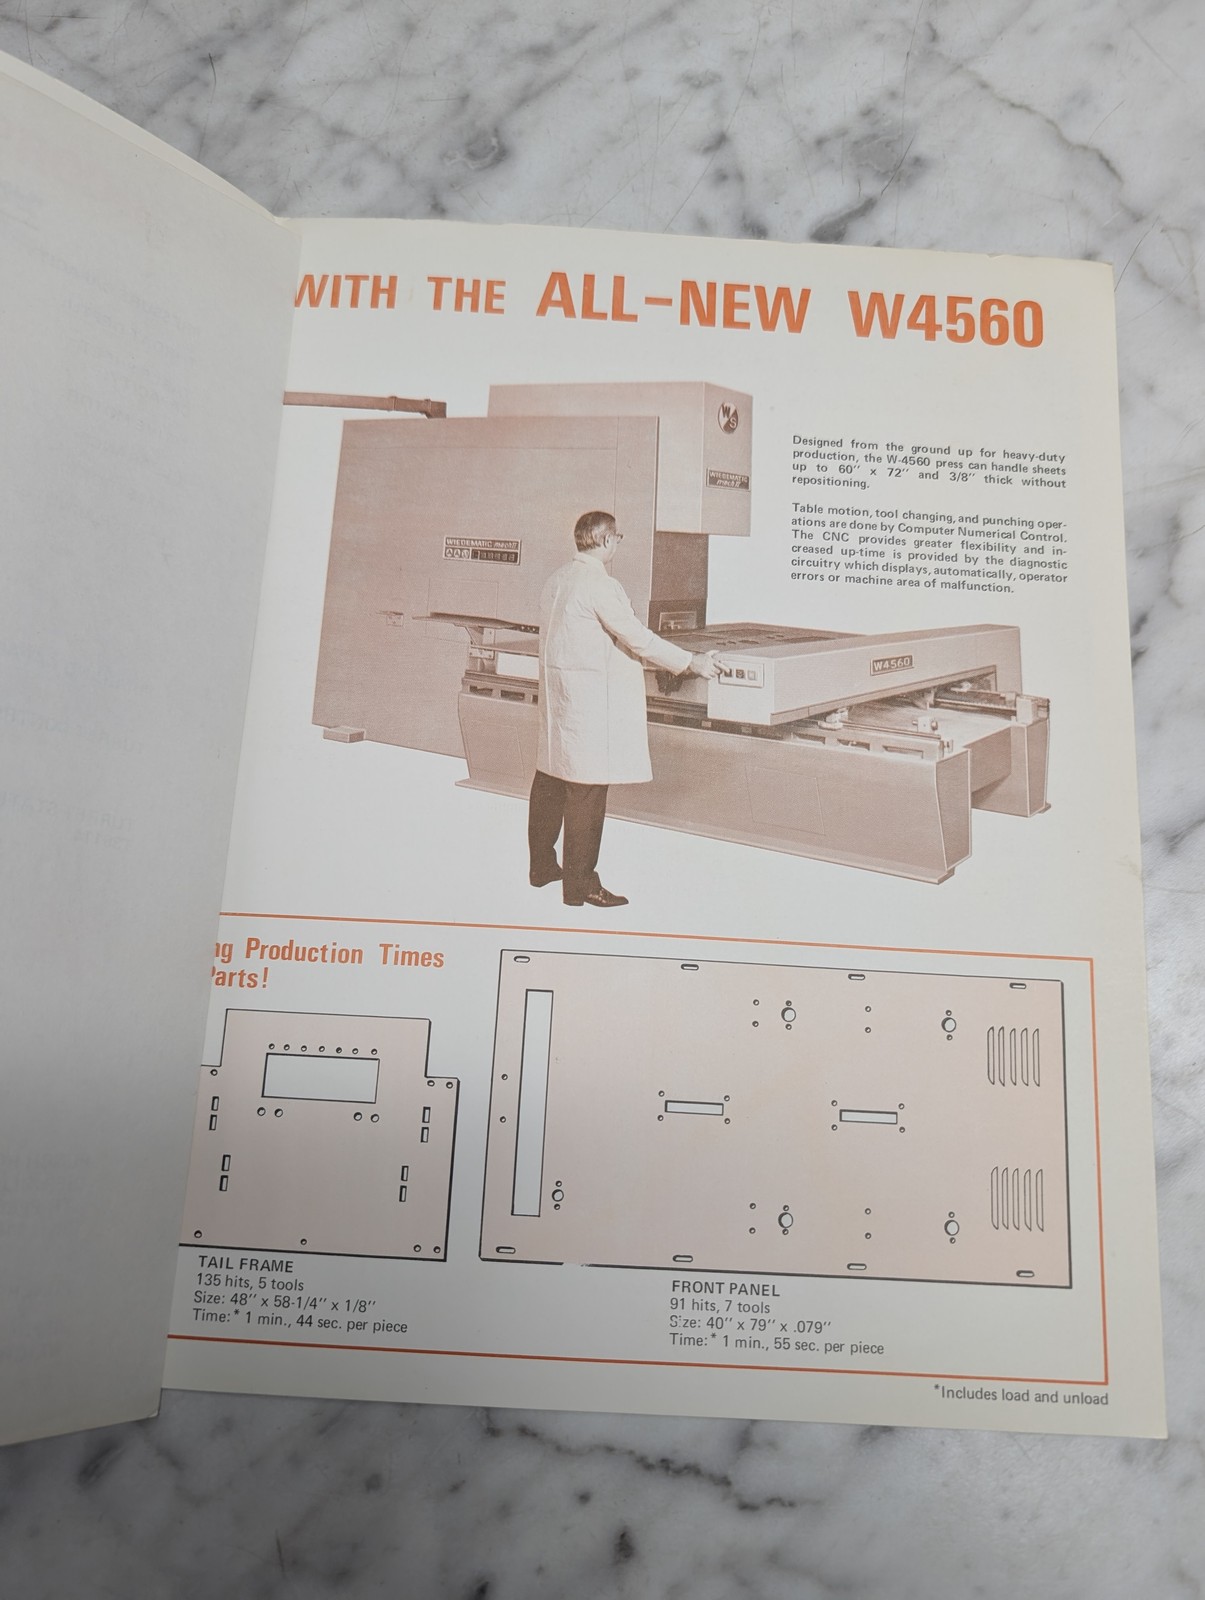 WITH THE ALL-NEW W4560
W
S
WIEDEMATIC
mach II
Designed from the ground up for heavy-duty
production, the W-4560 press can handle sheets
up to 60″ x 72″ and 3/8″ thick without
repositioning.
Table motion, tool changing, and punching oper-
ations are done by Computer Numerical Control.
The CNC provides greater flexibility and in-
creased up-time is provided by the diagnostic
circuitry which displays, automatically, operator
errors or machine area of malfunction.
WIEDEMATIC mach II
W4560
ng Production Times
Parts!
TAIL FRAME
135 hits, 5 tools
Size: 48″ x 58-1/4″ x 1/8″
Time:* 1 min., 44 sec. per piece
FRONT PANEL
91 hits, 7 tools
Size: 40″ x 79″ x .079″
Time:* 1 min., 55 sec. per piece
*Includes load and unload